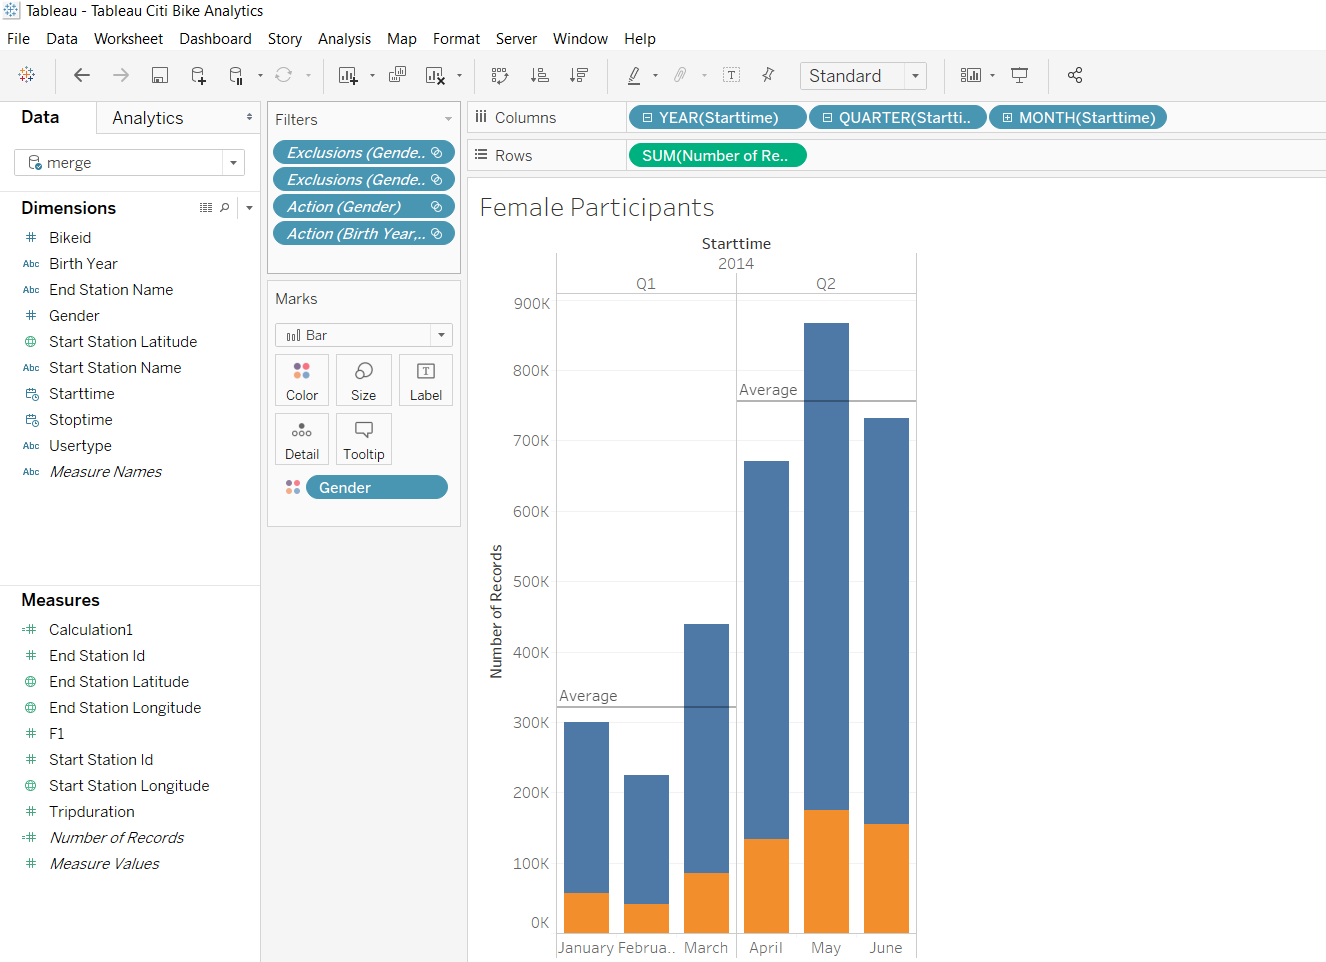 Tableau - Tableau Citi Bike Analytics
File Data Worksheet Dashboard Story Analysis Map Format Server Window Help
Standard
Data Analytics
merge
Dimensions
Bikeid
Abc Birth Year
Abc End Station Name
Gender
Start Station Latitude
Abc Start Station Name
Starttime
Stoptime
Abc Usertype
Abc Measure Names
Measures
Calculation1
End Station Id
End Station Latitude
End Station Longitude
F1
Start Station Id
Start Station Longitude
Tripduration
Number of Records
Measure Values
Filters
Exclusions (Gende..
Exclusions (Gende..
Action (Gender)
Action (Birth Year,..
Marks
Bar
Color Size Label
Detail Tooltip
Gender
Columns YEAR(Starttime) QUARTER(Startti.. MONTH(Starttime)
Rows SUM(Number of Re..
Female Participants
Starttime
2014
Q1 Q2
900K
800K
700K
600K
500K
400K
300K
200K
100K
0K
Number of Records
Average
Average
January Februa.. March April May June